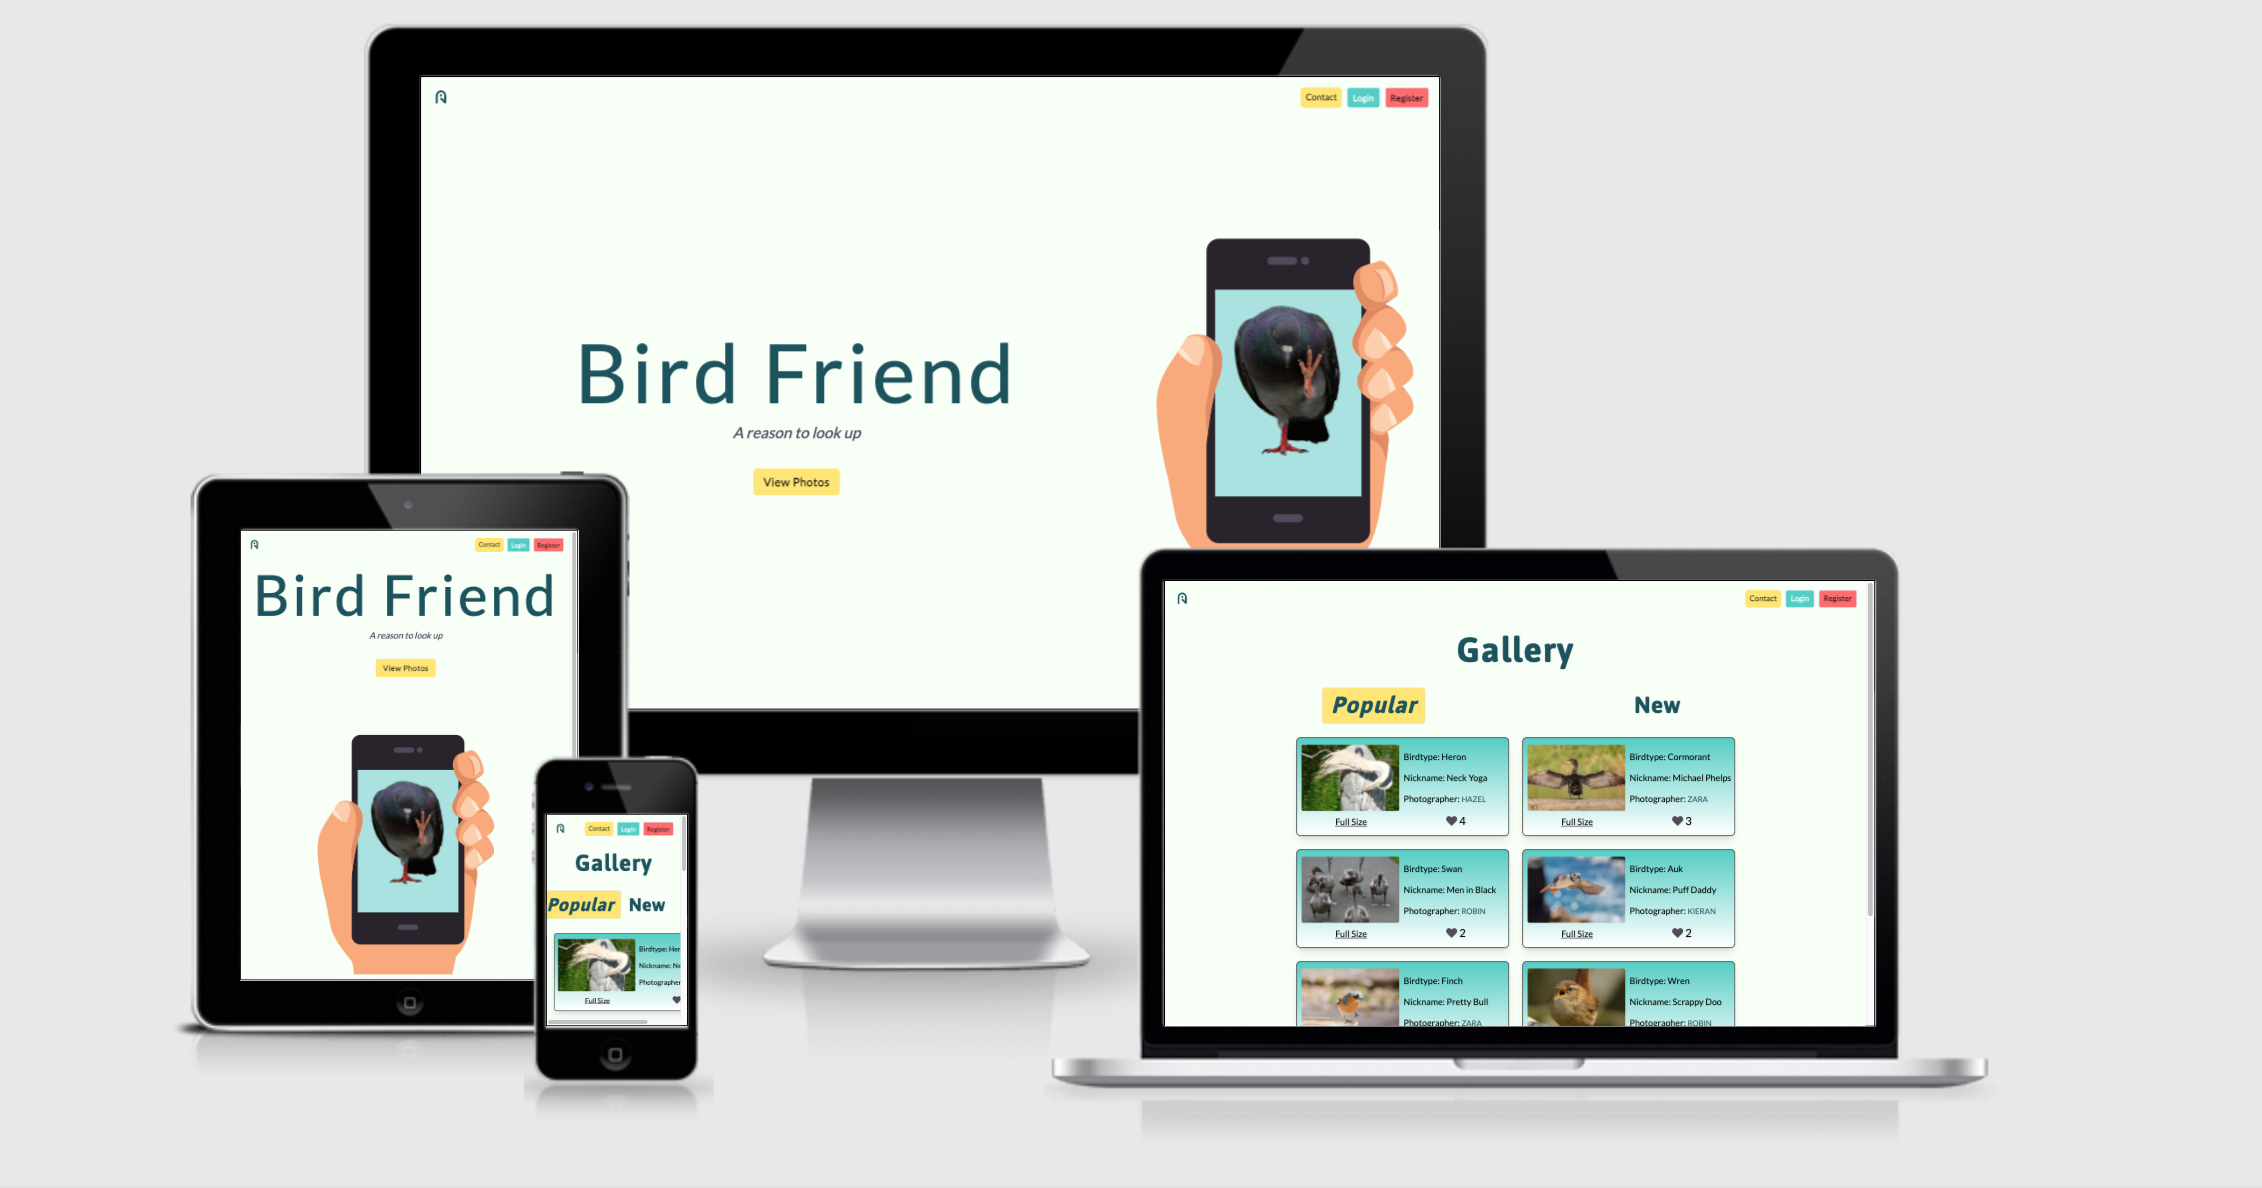 Contact Login Register
Bird Friend
A reason to look up
View Photos
Contact Login Register
Bird Friend
A reason to look up
View Photos
Contact Login Register
Gallery
Popular New
Birdtype: Her
Nickname: Ne
Photographer
Full Size
Contact Login Register
Gallery
Popular New
Birdtype: Heron
Nickname: Neck Yoga
Photographer: HAZEL
Full Size 4
Birdtype: Cormorant
Nickname: Michael Phelps
Photographer: ZARA
Full Size 3
Birdtype: Swan
Nickname: Men in Black
Photographer: ROBIN
Full Size 2
Birdtype: Auk
Nickname: Puff Daddy
Photographer: KIERAN
Full Size 2
Birdtype: Finch
Nickname: Pretty Bull
Photographer: ZARA
Birdtype: Wren
Nickname: Scrappy Doo
Photographer: ROBIN